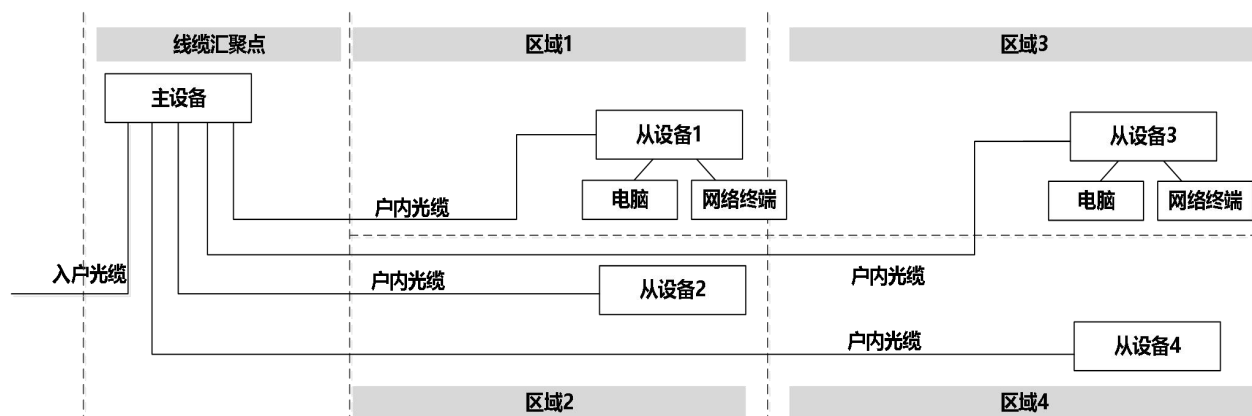 线缆汇聚点
区域1
区域3
主设备
从设备1
从设备3
电脑
网络终端
电脑
网络终端
户内光缆
入户光缆
户内光缆
从设备2
户内光缆
户内光缆
从设备4
区域2
区域4